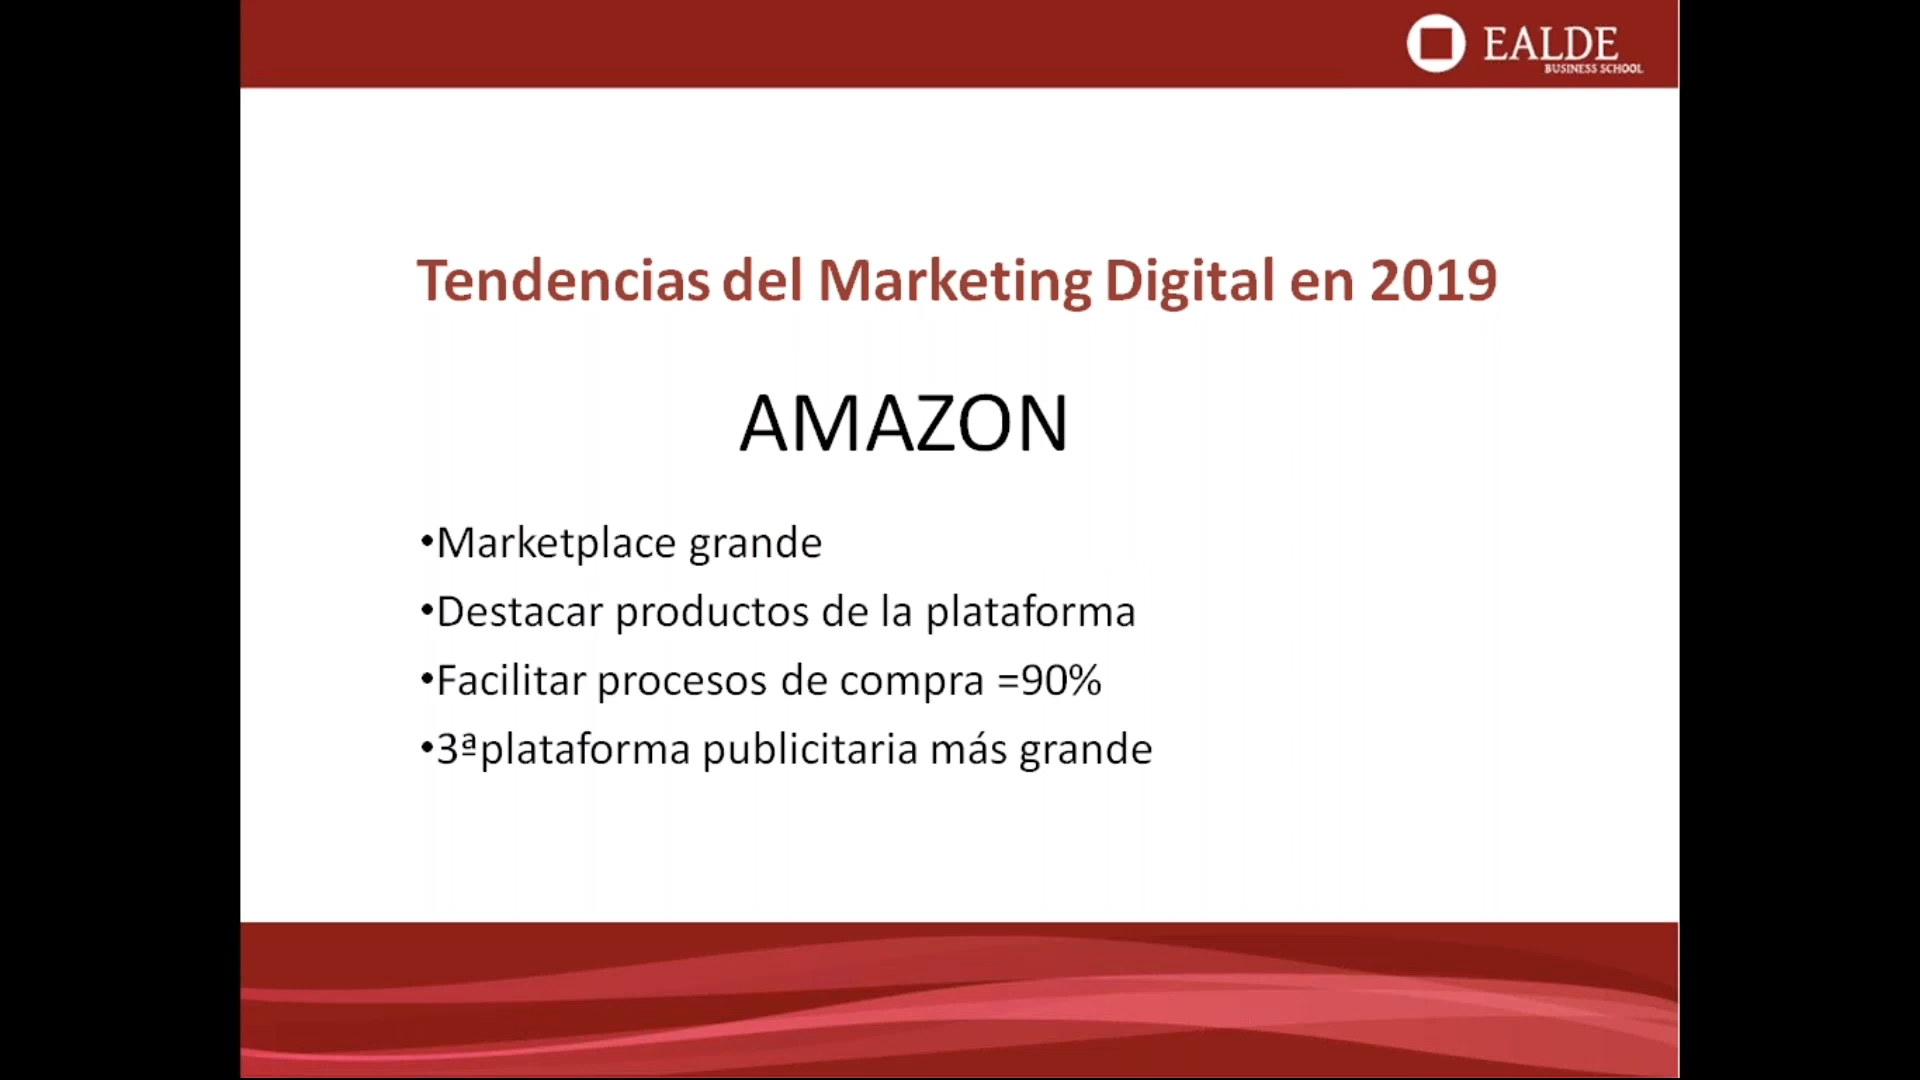 EALDE
BUSINESS SCHOOL
Tendencias del Marketing Digital en 2019
AMAZON
•Marketplace grande
•Destacar productos de la plataforma
•Facilitar procesos de compra =90%
•3ªplataforma publicitaria más grande